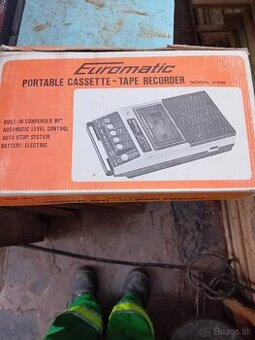 Euromatic
PORTABLE CASSETTE - TAPE RECORDER
BUILT-IN CONDENSER MIC
AUTOMATIC LEVEL CONTROL
AUTO STOP SYSTEM
BATTERY/ELECTRIC
Bazos.sk